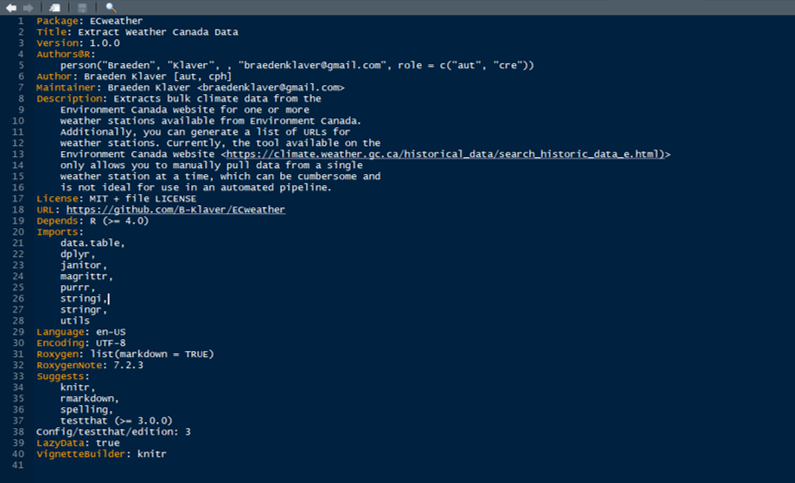 1 Package: ECweather
2 Title: Extract Weather Canada Data
3 Version: 1.0.0
4 Authors@R:
5 person("Braeden", "Klaver", , "braedenklaver@gmail.com", role = c("aut", "cre"))
6 Author: Braeden Klaver [aut, cph]
7 Maintainer: Braeden Klaver <braedenklaver@gmail.com>
8 Description: Extracts bulk climate data from the
9 Environment Canada website for one or more
10 weather stations available from Environment Canada.
11 Additionally, you can generate a list of URLs for
12 weather stations. Currently, the tool available on the
13 Environment Canada website <https://climate.weather.gc.ca/historical_data/search_historic_data_e.html)>
14 only allows you to manually pull data from a single
15 weather station at a time, which can be cumbersome and
16 is not ideal for use in an automated pipeline.
17 License: MIT + file LICENSE
18 URL: https://github.com/B-Klaver/ECweather
19 Depends: R (>= 4.0)
20 Imports:
21 data.table,
22 dplyr,
23 janitor,
24 magrittr,
25 purrr,
26 stringi,
27 stringr,
28 utils
29 Language: en-US
30 Encoding: UTF-8
31 Roxygen: list(markdown = TRUE)
32 RoxygenNote: 7.2.3
33 Suggests:
34 knitr,
35 rmarkdown,
36 spelling,
37 testthat (>= 3.0.0)
38 Config/testthat/edition: 3
39 LazyData: true
40 VignetteBuilder: knitr
41